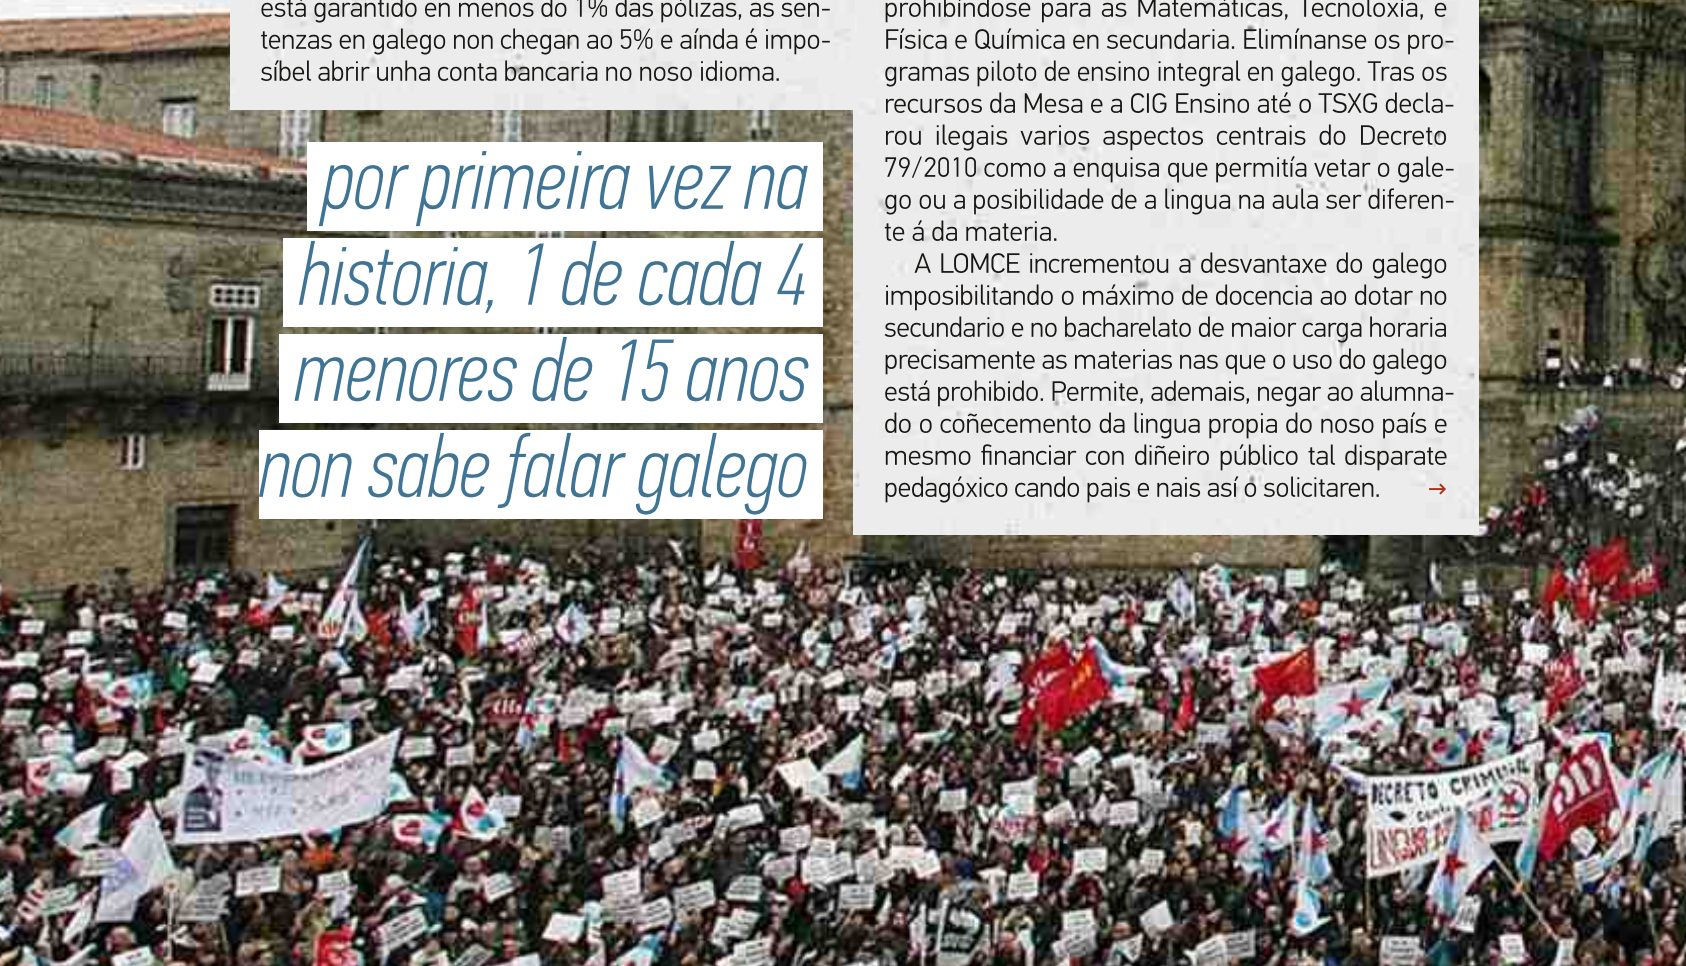 está garantido en menos do 1% das pólizas, as sen-
tenzas en galego non chegan ao 5% e aínda é impo-
síbel abrir unha conta bancaria no noso idioma.
por primeira vez na
historia, 1 de cada 4
menores de 15 anos
non sabe falar galego
prohibíndose para as Matemáticas, Tecnoloxía, e
Física e Química en secundaria. Elimínanse os pro-
gramas piloto de ensino integral en galego. Tras os
recursos da Mesa e a CIG Ensino até o TSXG decla-
rou ilegais varios aspectos centrais do Decreto
79/2010 como a enquisa que permitía vetar o gale-
go ou a posibilidade de a lingua na aula ser diferen-
te á da materia.
A LOMCE incrementou a desvantaxe do galego
imposibilitando o máximo de docencia ao dotar no
secundario e no bacharelato de maior carga horaria
precisamente as materias nas que o uso do galego
está prohibido. Permite, ademais, negar ao alumna-
do o coñecemento da lingua propia do noso país e
mesmo financiar con diñeiro público tal disparate
pedagóxico cando pais e nais así o solicitaren. →
DECRETO CRIMINAL